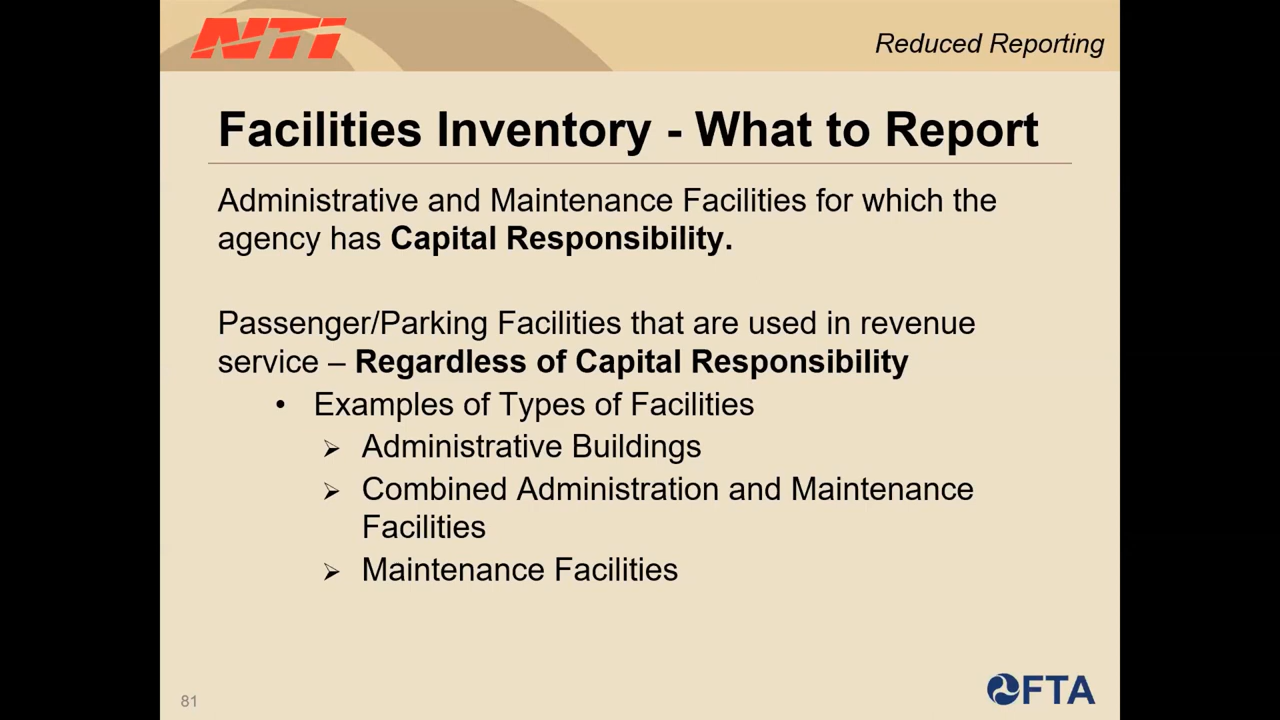 NTI
Reduced Reporting
Facilities Inventory - What to Report
Administrative and Maintenance Facilities for which the
agency has Capital Responsibility.
Passenger/Parking Facilities that are used in revenue
service – Regardless of Capital Responsibility
• Examples of Types of Facilities
➢ Administrative Buildings
➢ Combined Administration and Maintenance
Facilities
➢ Maintenance Facilities
81
FTA